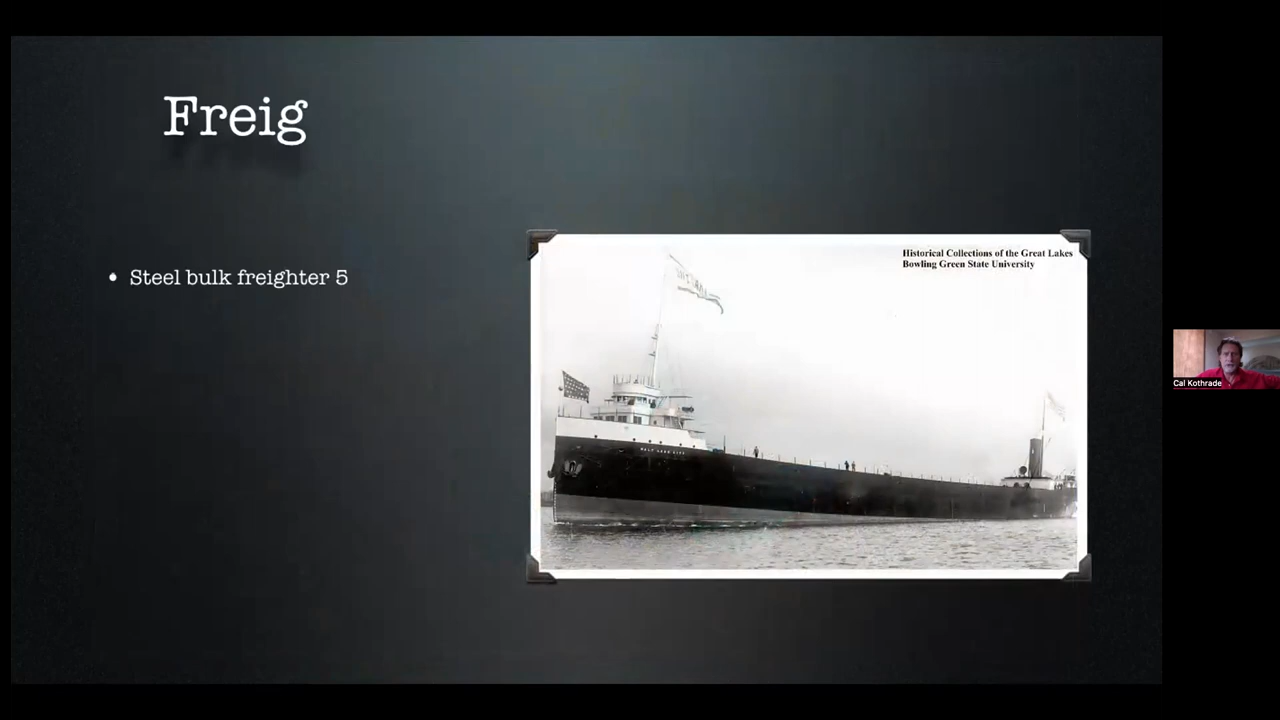 Freig
Steel bulk freighter 5
Historical Collections of the Great Lakes
Bowling Green State University
Cal Kothrade